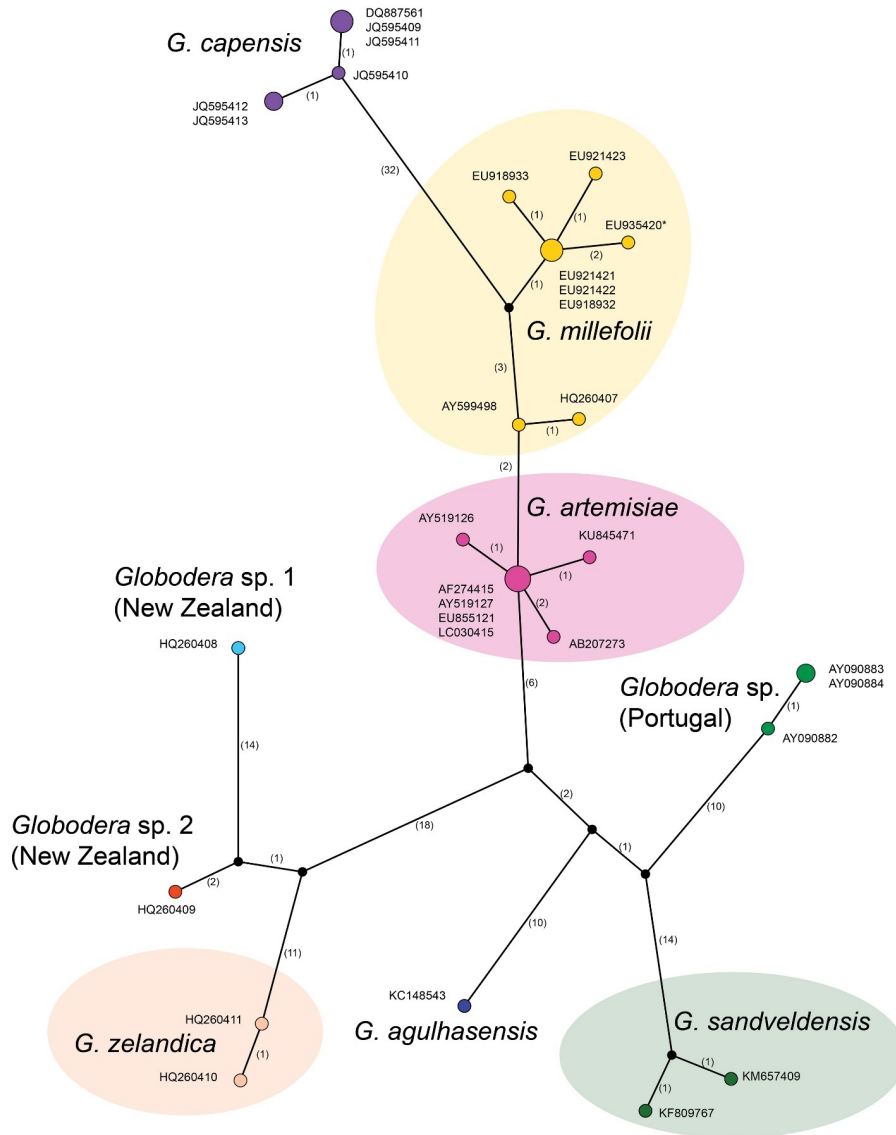 DQ887561
JQ595409
JQ595411
G. capensis
(1)
JQ595410
(1)
JQ595412
JQ595413
(32)
EU921423
EU918933
(1)
(1)
EU935420*
(2)
EU921421
EU921422
EU918932
(1)
G. millefolii
(3)
AY599498
HQ260407
(1)
(2)
G. artemisiae
AY519126
KU845471
(1)
(1)
(2)
AF274415
AY519127
EU855121
LC030415
AB207273
(6)
Globodera sp. 1
(New Zealand)
HQ260408
(14)
Globodera sp.
(Portugal)
AY090883
AY090884
(1)
AY090882
(10)
Globodera sp. 2
(New Zealand)
(1)
(2)
HQ260409
(18)
(2)
(1)
(11)
(10)
(14)
HQ260411
G. zelandica
(1)
HQ260410
KC148543
G. agulhasensis
G. sandveldensis
(1)
(1)
KM657409
KF809767